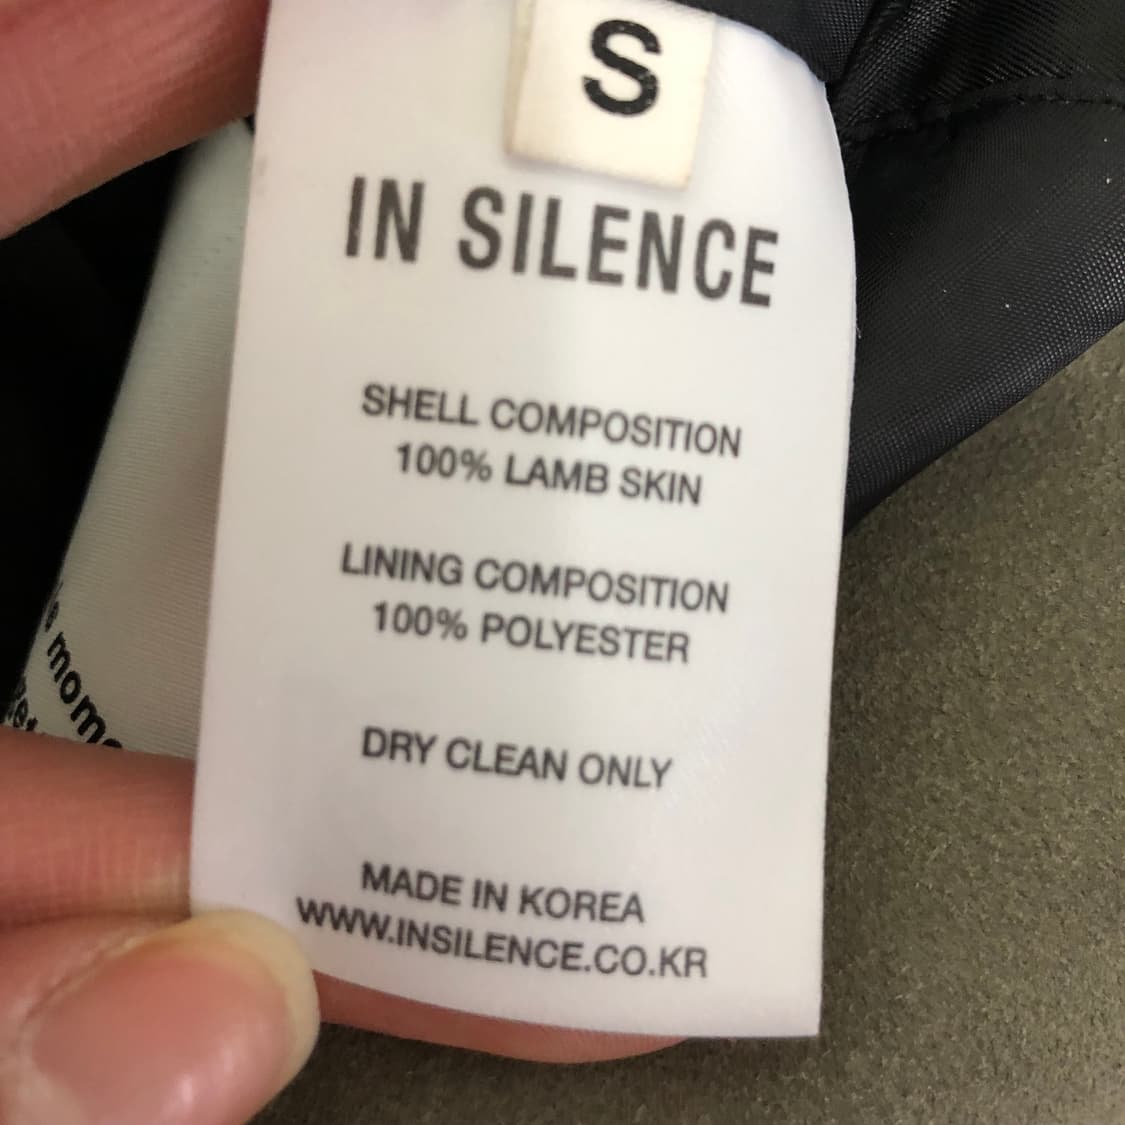 S
IN SILENCE
SHELL COMPOSITION
100% LAMB SKIN
LINING COMPOSITION
100% POLYESTER
DRY CLEAN ONLY
MADE IN KOREA
WWW.INSILENCE.CO.KR